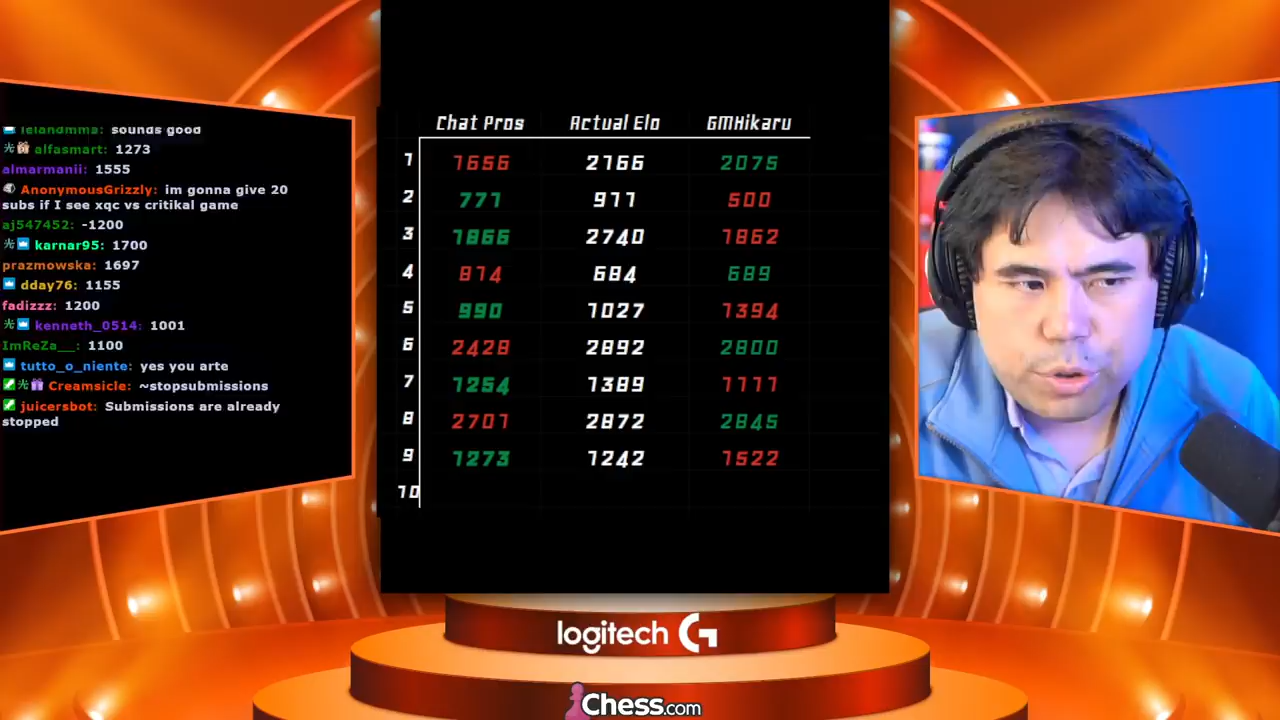 lelandmma: sounds good
alfasmart: 1273
almarmanii: 1555
AnonymousGrizzly: im gonna give 20
subs if I see xqc vs critikal game
aj547452: -1200
karnar95: 1700
prazmowska: 1697
dday76: 1155
fadizzz: 1200
kenneth_0514: 1001
ImReZa__: 1100
tutto_o_niente: yes you arte
Creamsicle: ~stopsubmissions
juicersbot: Submissions are already
stopped
Chat Pros Actual Elo GMHikaru
1 1656 2166 2075
2 771 911 500
3 1866 2740 1862
4 814 684 689
5 990 1027 1394
6 2428 2892 2800
7 1254 1389 1111
8 2701 2872 2845
9 1273 1242 1522
10
logitech G
Chess.com